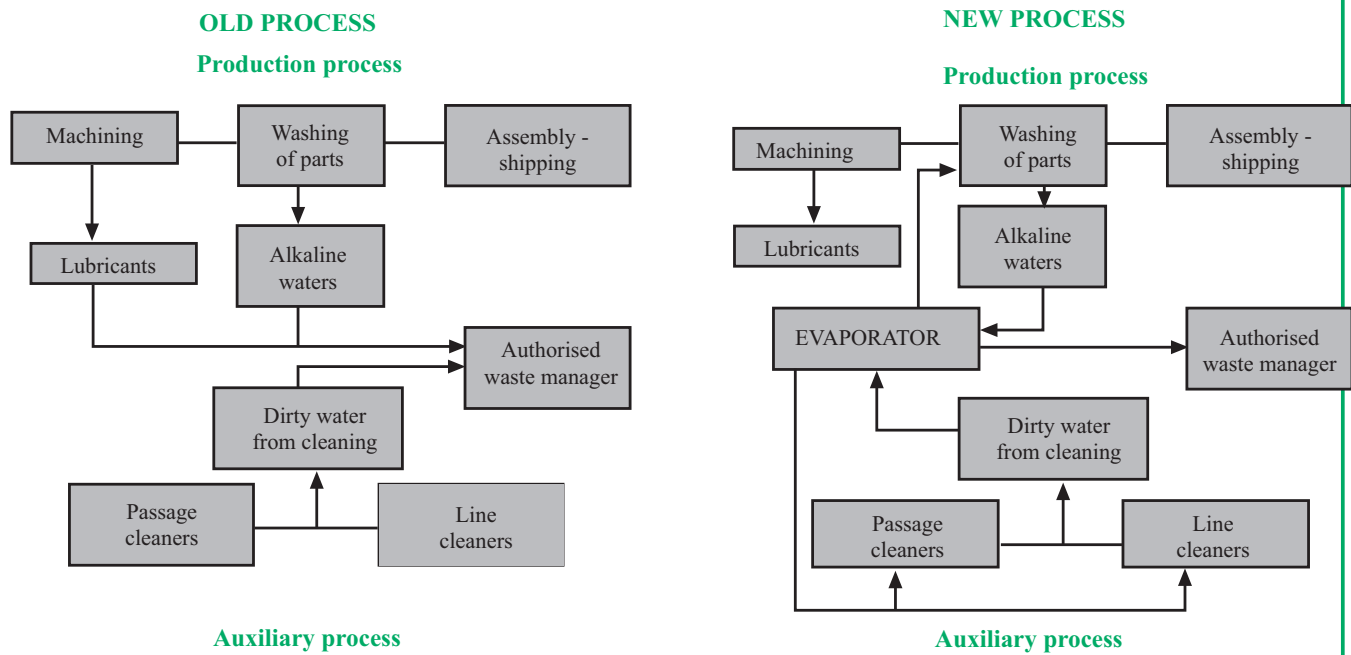 OLD PROCESS
Production process
Machining
Washing
of parts
Assembly -
shipping
Lubricants
Alkaline
waters
Authorised
waste manager
Dirty water
from cleaning
Passage
cleaners
Line
cleaners
Auxiliary process
NEW PROCESS
Production process
Machining
Washing
of parts
Assembly -
shipping
Lubricants
Alkaline
waters
EVAPORATOR
Authorised
waste manager
Dirty water
from cleaning
Passage
cleaners
Line
cleaners
Auxiliary process